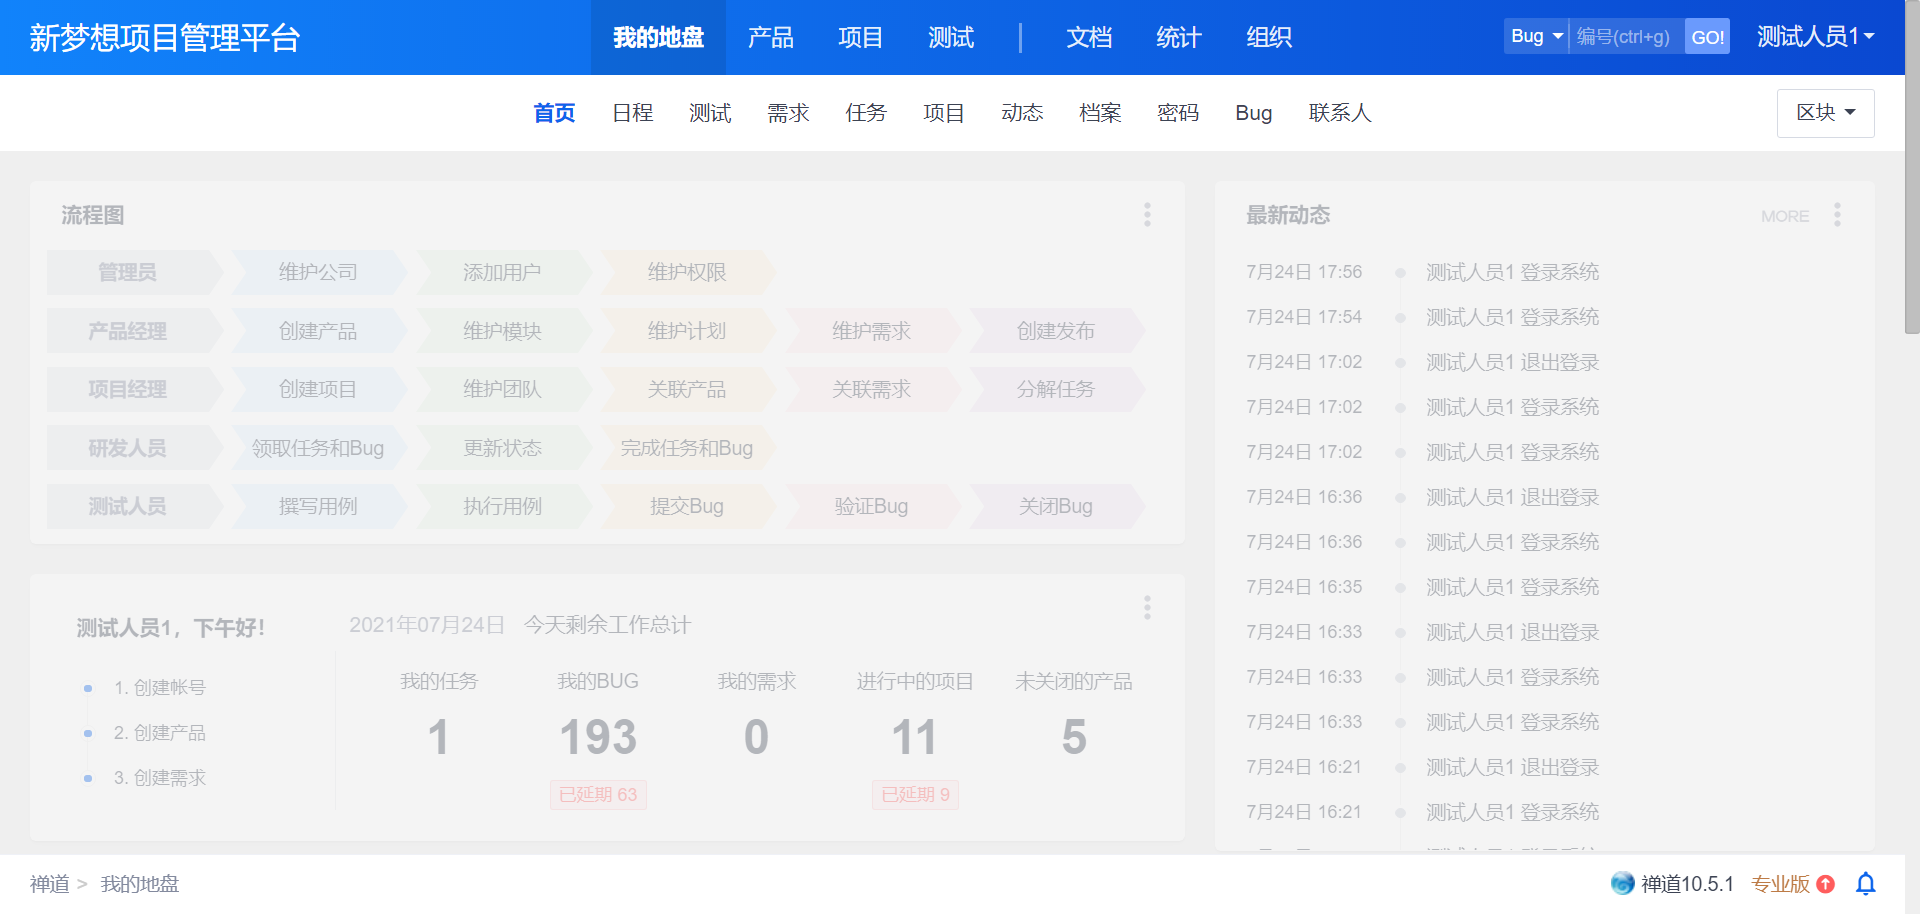 新梦想项目管理平台 我的地盘 产品 项目 测试 文档 统计 组织 Bug 编号(ctrl+g) GO! 测试人员1
首页 日程 测试 需求 任务 项目 动态 档案 密码 Bug 联系人 区块
流程图
管理员 维护公司 添加用户 维护权限
产品经理 创建产品 维护模块 维护计划 维护需求 创建发布
项目经理 创建项目 维护团队 关联产品 关联需求 分解任务
研发人员 领取任务和Bug 更新状态 完成任务和Bug
测试人员 撰写用例 执行用例 提交Bug 验证Bug 关闭Bug
测试人员1，下午好！
1. 创建帐号
2. 创建产品
3. 创建需求
2021年07月24日 今天剩余工作总计
我的任务 我的BUG 我的需求 进行中的项目 未关闭的产品
1 193 0 11 5
已延期 63 已延期 9
最新动态 MORE
7月24日 17:56 测试人员1 登录系统
7月24日 17:54 测试人员1 登录系统
7月24日 17:02 测试人员1 退出登录
7月24日 17:02 测试人员1 登录系统
7月24日 17:02 测试人员1 登录系统
7月24日 16:36 测试人员1 退出登录
7月24日 16:36 测试人员1 登录系统
7月24日 16:35 测试人员1 登录系统
7月24日 16:33 测试人员1 退出登录
7月24日 16:33 测试人员1 登录系统
7月24日 16:33 测试人员1 登录系统
7月24日 16:21 测试人员1 退出登录
7月24日 16:21 测试人员1 登录系统
禅道 > 我的地盘 禅道10.5.1 专业版